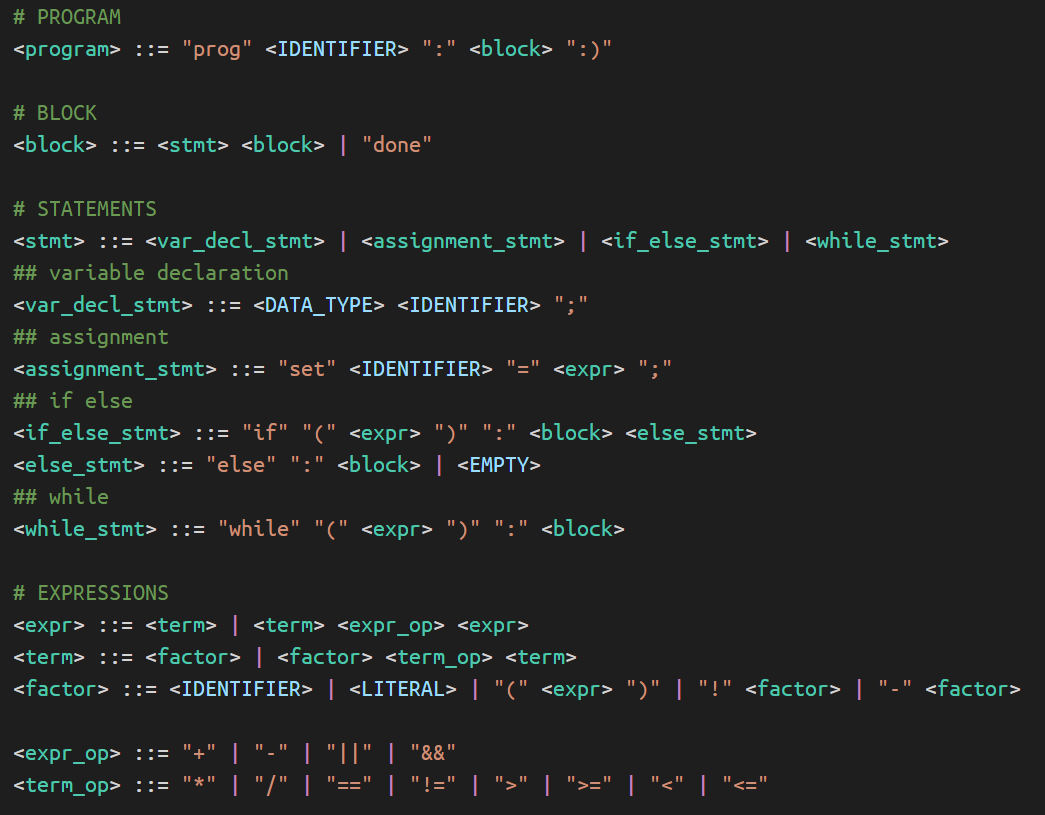 # PROGRAM
<program> ::= "prog" <IDENTIFIER> ":" <block> ":)"
# BLOCK
<block> ::= <stmt> <block> | "done"
# STATEMENTS
<stmt> ::= <var_decl_stmt> | <assignment_stmt> | <if_else_stmt> | <while_stmt>
## variable declaration
<var_decl_stmt> ::= <DATA_TYPE> <IDENTIFIER> ";"
## assignment
<assignment_stmt> ::= "set" <IDENTIFIER> "=" <expr> ";"
## if else
<if_else_stmt> ::= "if" "(" <expr> ")" ":" <block> <else_stmt>
<else_stmt> ::= "else" ":" <block> | <EMPTY>
## while
<while_stmt> ::= "while" "(" <expr> ")" ":" <block>
# EXPRESSIONS
<expr> ::= <term> | <term> <expr_op> <expr>
<term> ::= <factor> | <factor> <term_op> <term>
<factor> ::= <IDENTIFIER> | <LITERAL> | "(" <expr> ")" | "!" <factor> | "-" <factor>
<expr_op> ::= "+" | "-" | "||" | "&&"
<term_op> ::= "*" | "/" | "==" | "!=" | ">" | ">=" | "<" | "<="